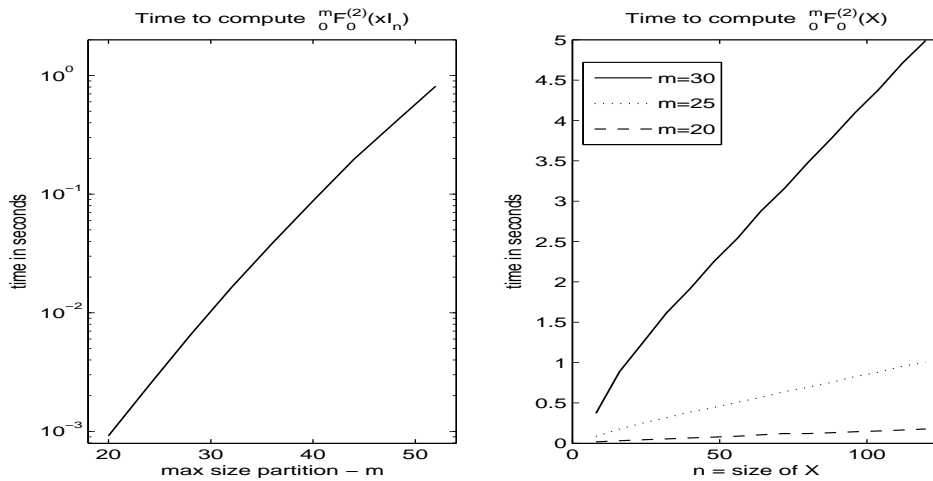 Time to compute ᵐ₀F₀⁽²⁾(xIₙ)
10⁰
10⁻¹
10⁻²
10⁻³
20
30
40
50
time in seconds
max size partition − m
Time to compute ᵐ₀F₀⁽²⁾(X)
m=30
m=25
m=20
5
4.5
4
3.5
3
2.5
2
1.5
1
0.5
0
0
50
100
time in seconds
n = size of X